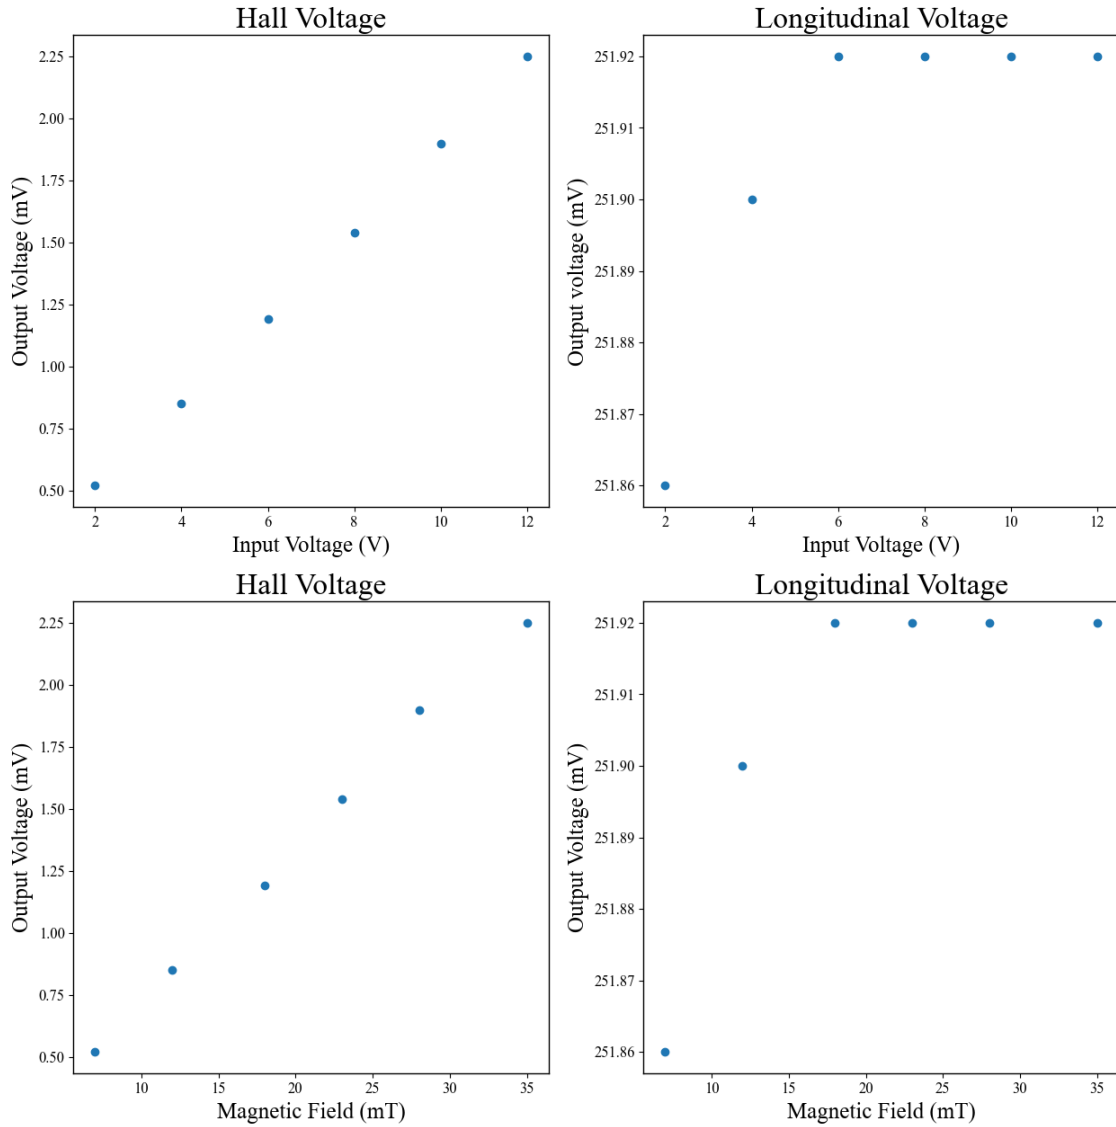 Hall Voltage
Output Voltage (mV)
2.25
2.00
1.75
1.50
1.25
1.00
0.75
0.50
2 4 6 8 10 12
Input Voltage (V)
Longitudinal Voltage
Output voltage (mV)
251.92
251.91
251.90
251.89
251.88
251.87
251.86
2 4 6 8 10 12
Input Voltage (V)
Hall Voltage
Output Voltage (mV)
2.25
2.00
1.75
1.50
1.25
1.00
0.75
0.50
10 15 20 25 30 35
Magnetic Field (mT)
Longitudinal Voltage
Output Voltage (mV)
251.92
251.91
251.90
251.89
251.88
251.87
251.86
10 15 20 25 30 35
Magnetic Field (mT)